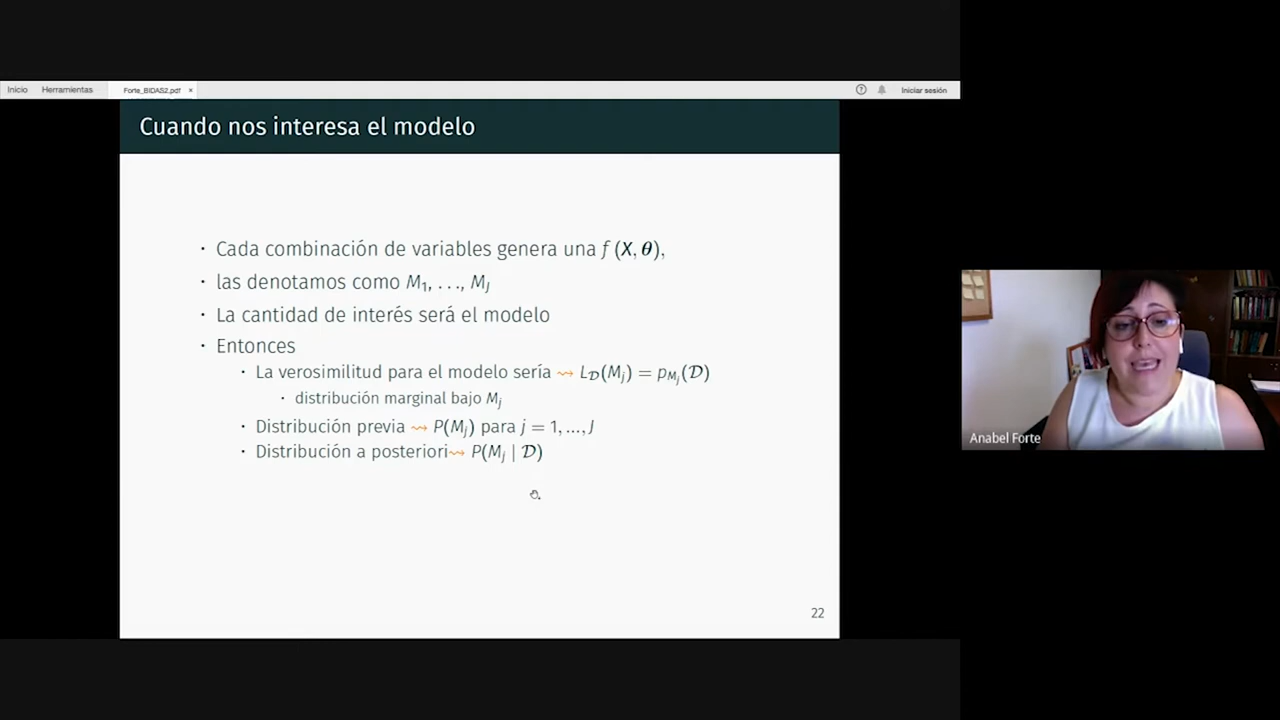 Inicio Herramientas Forte_BIDAS2.pdf × Iniciar sesión
Cuando nos interesa el modelo
· Cada combinación de variables genera una f (X, θ),
· las denotamos como M₁, . . ., M_J
· La cantidad de interés será el modelo
· Entonces
· La verosimilitud para el modelo sería ⇝ L_𝒟(M_j) = p_{M_j}(𝒟)
· distribución marginal bajo M_j
· Distribución previa ⇝ P(M_j) para j = 1, ..., J
· Distribución a posteriori⇝ P(M_j | 𝒟)
22
Anabel Forte